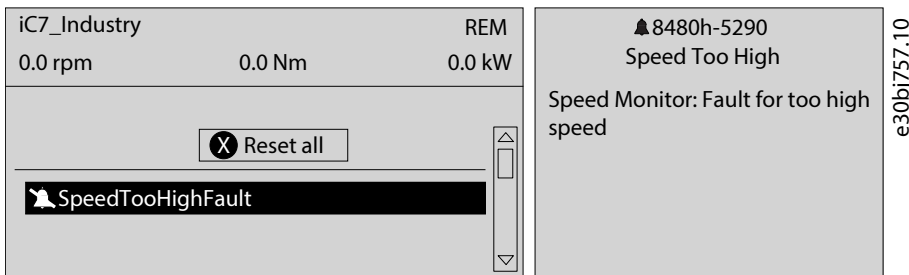 iC7_Industry REM
0.0 rpm 0.0 Nm 0.0 kW
X Reset all
SpeedTooHighFault
8480h-5290
Speed Too High
Speed Monitor: Fault for too high
speed
e30bi757.10